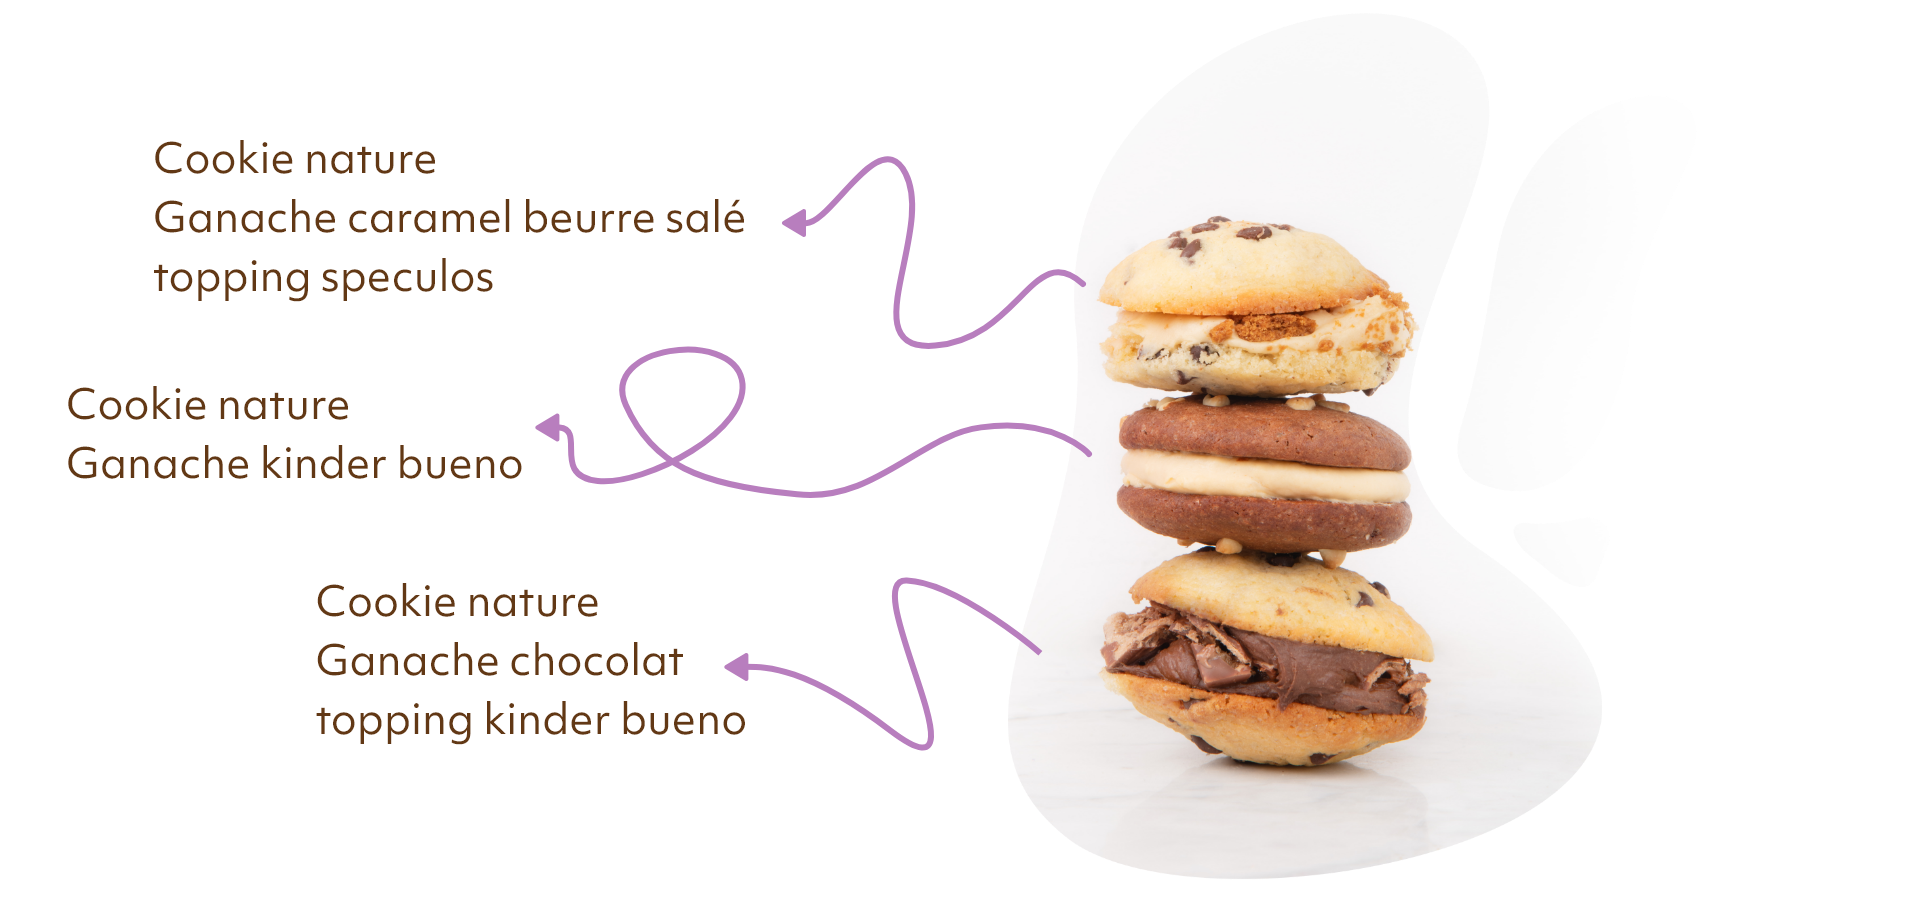 Cookie nature
Ganache caramel beurre salé
topping speculos
Cookie nature
Ganache kinder bueno
Cookie nature
Ganache chocolat
topping kinder bueno